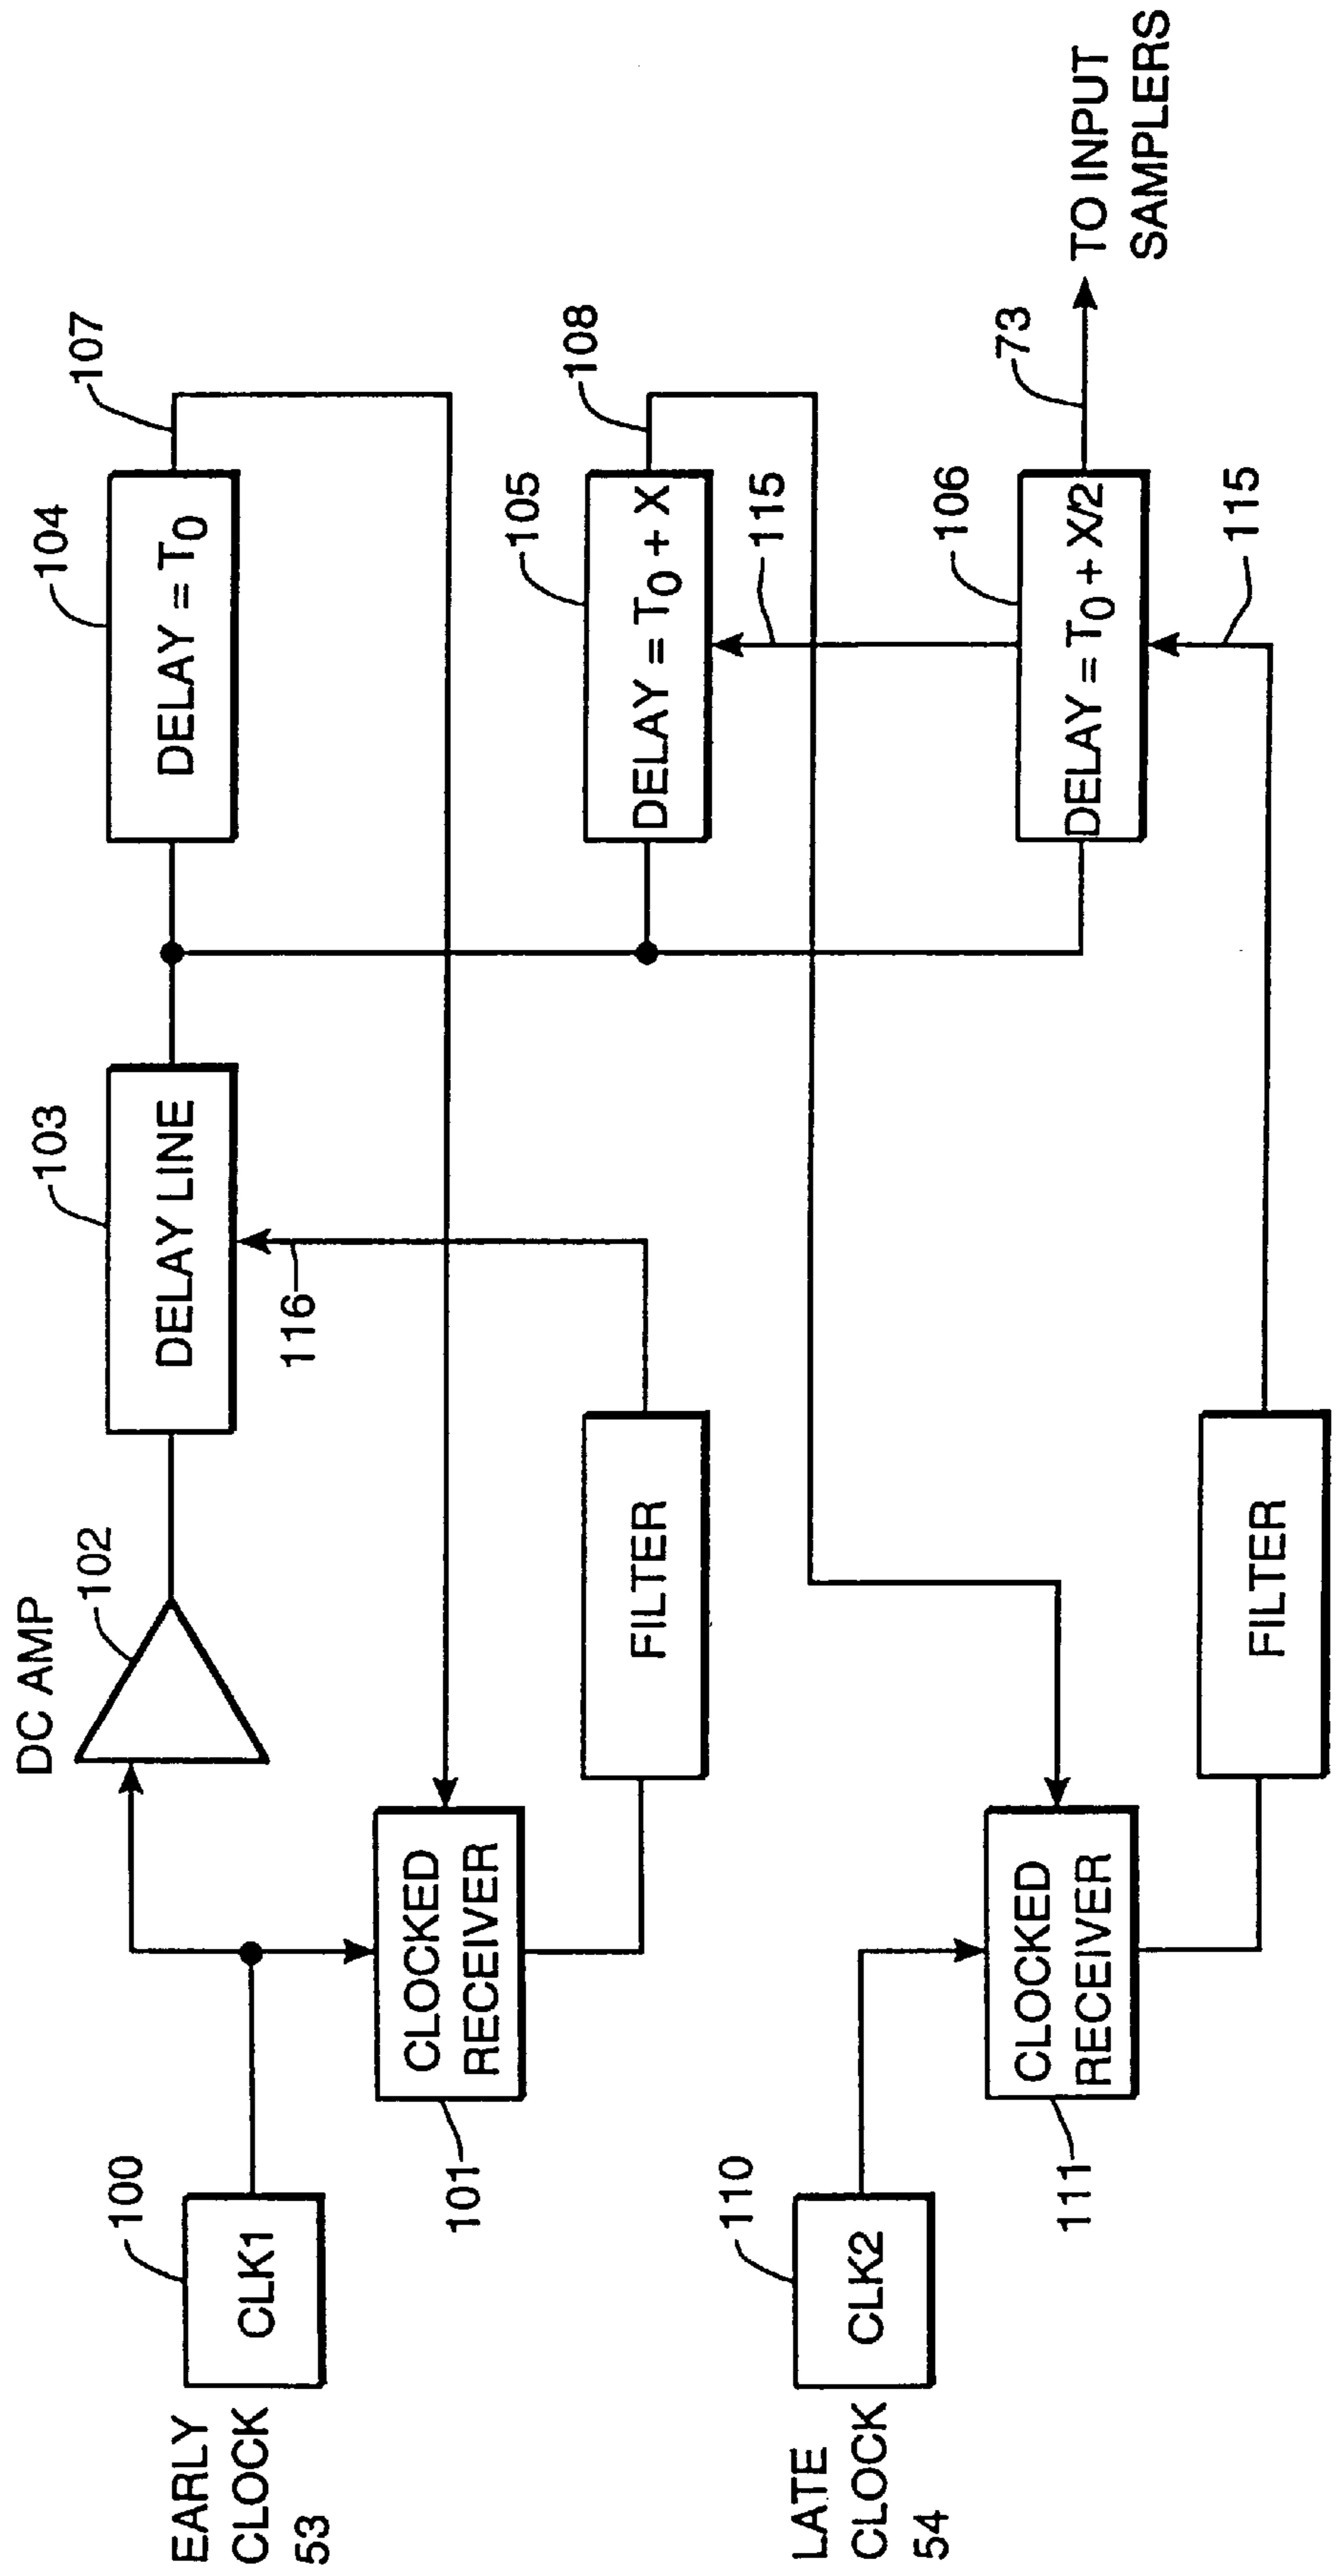 EARLY
CLOCK
53
100
CLK1
DC AMP
102
101
CLOCKED
RECEIVER
103
DELAY LINE
116
FILTER
104
DELAY = T0
107
105
DELAY = T0 + X
108
115
LATE
CLOCK
54
110
CLK2
111
CLOCKED
RECEIVER
FILTER
106
DELAY = T0 + X/2
115
73
TO INPUT
SAMPLERS